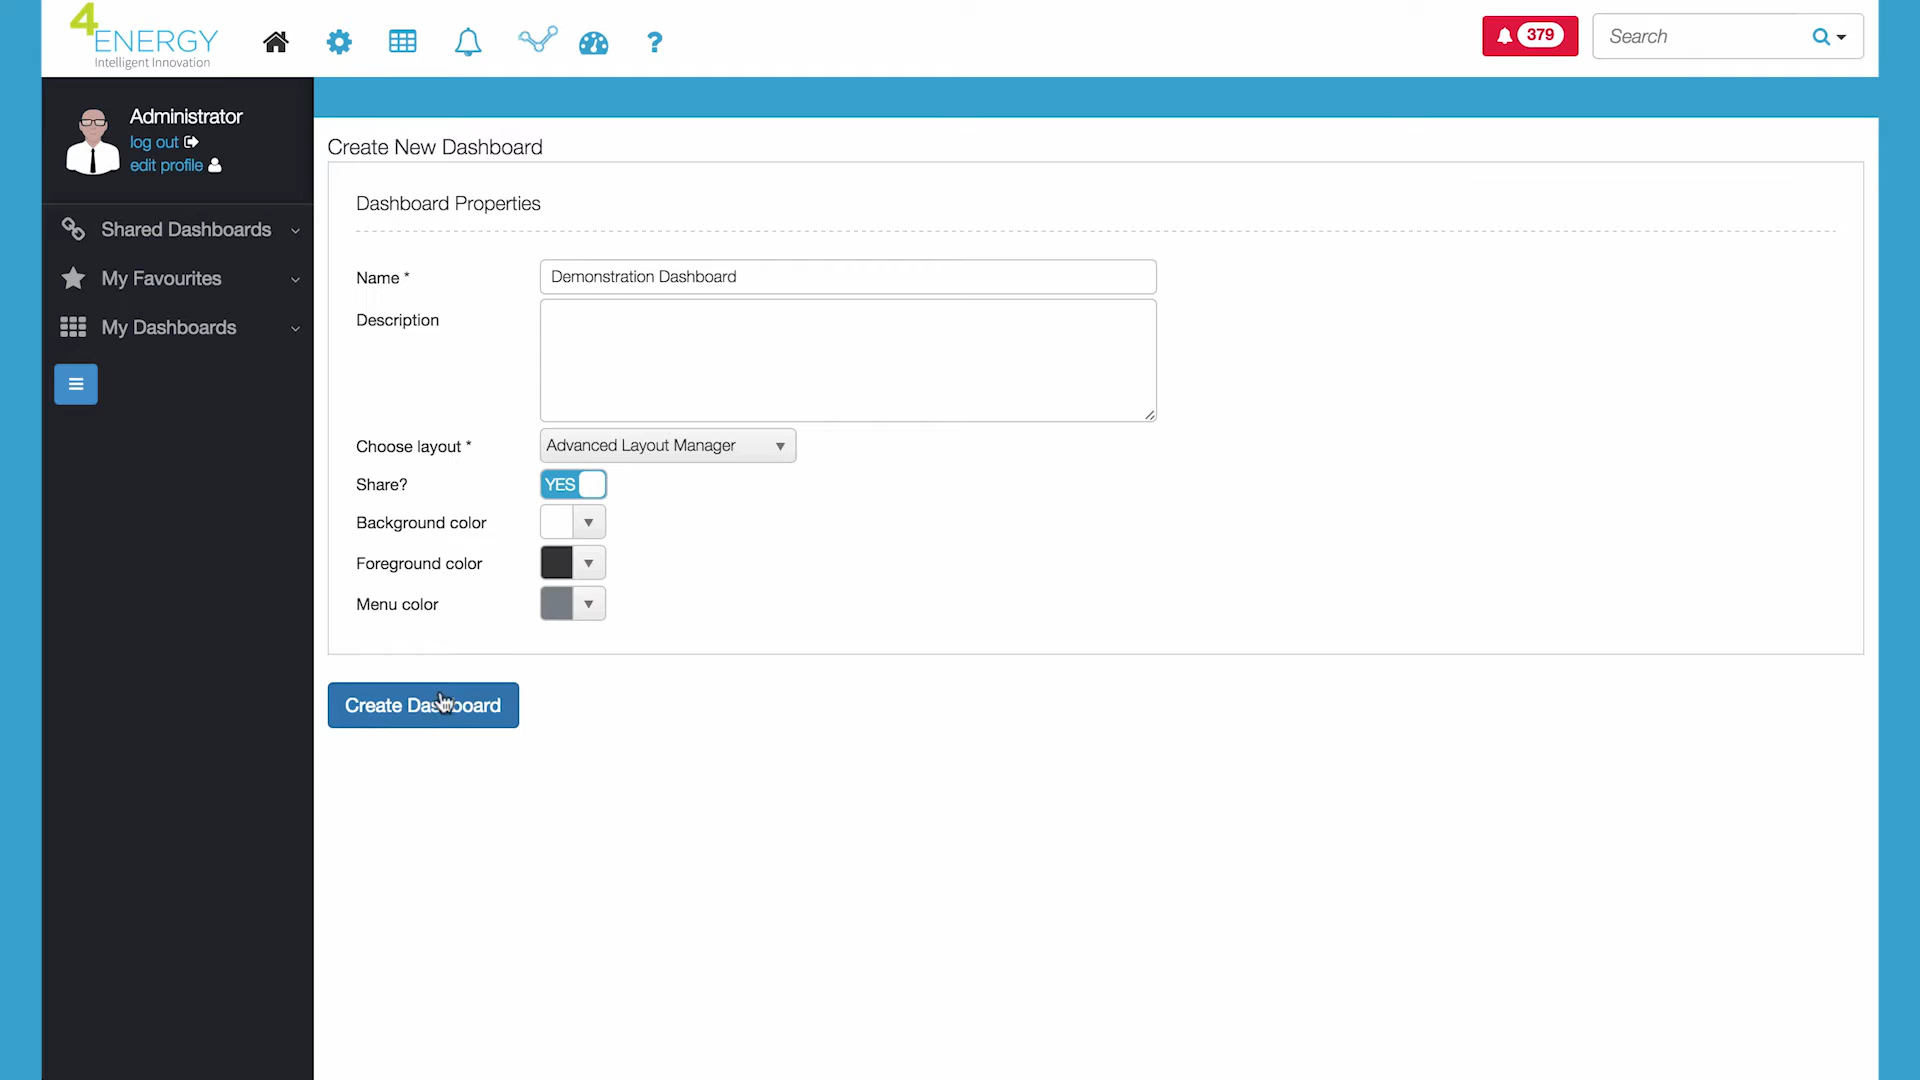 4
ENERGY
Intelligent Innovation
?
379
Search
Administrator
log out
edit profile
Shared Dashboards
My Favourites
My Dashboards
Create New Dashboard
Dashboard Properties
Name *
Demonstration Dashboard
Description
Choose layout *
Advanced Layout Manager
Share?
YES
Background color
Foreground color
Menu color
Create Dashboard